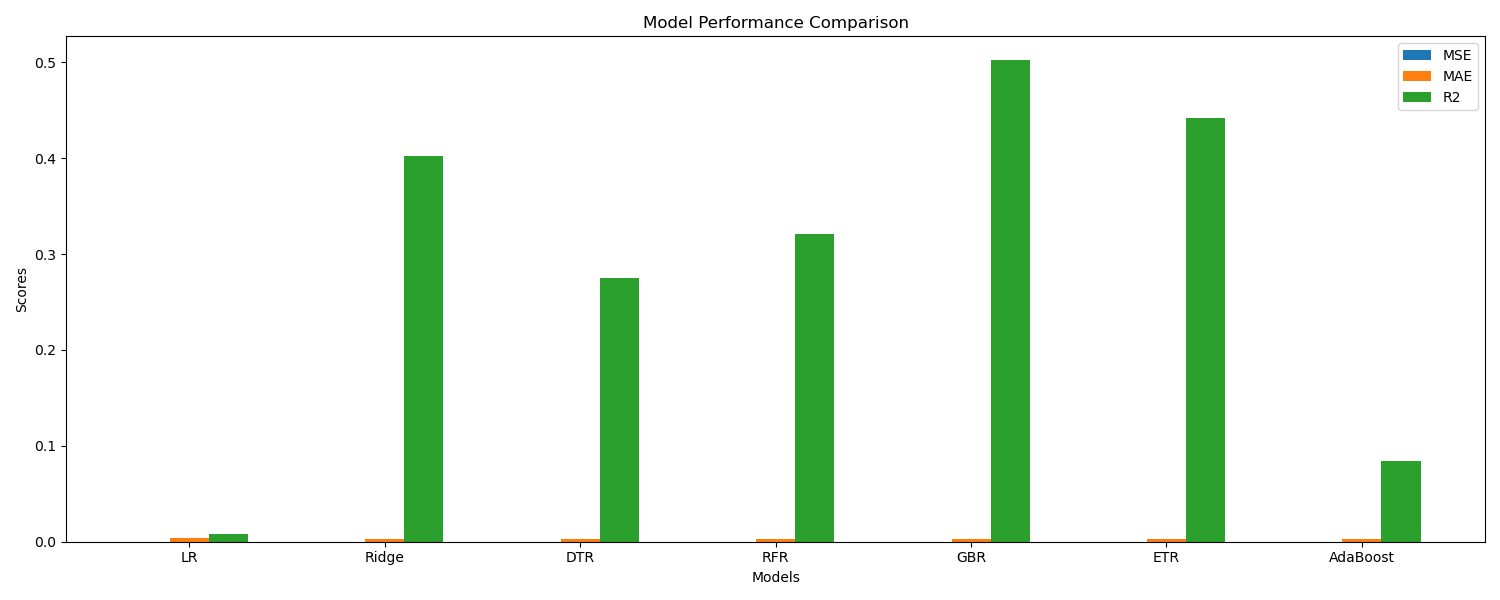 Model Performance Comparison
MSE
MAE
R2
Scores
0.5
0.4
0.3
0.2
0.1
0.0
LR Ridge DTR RFR GBR ETR AdaBoost
Models